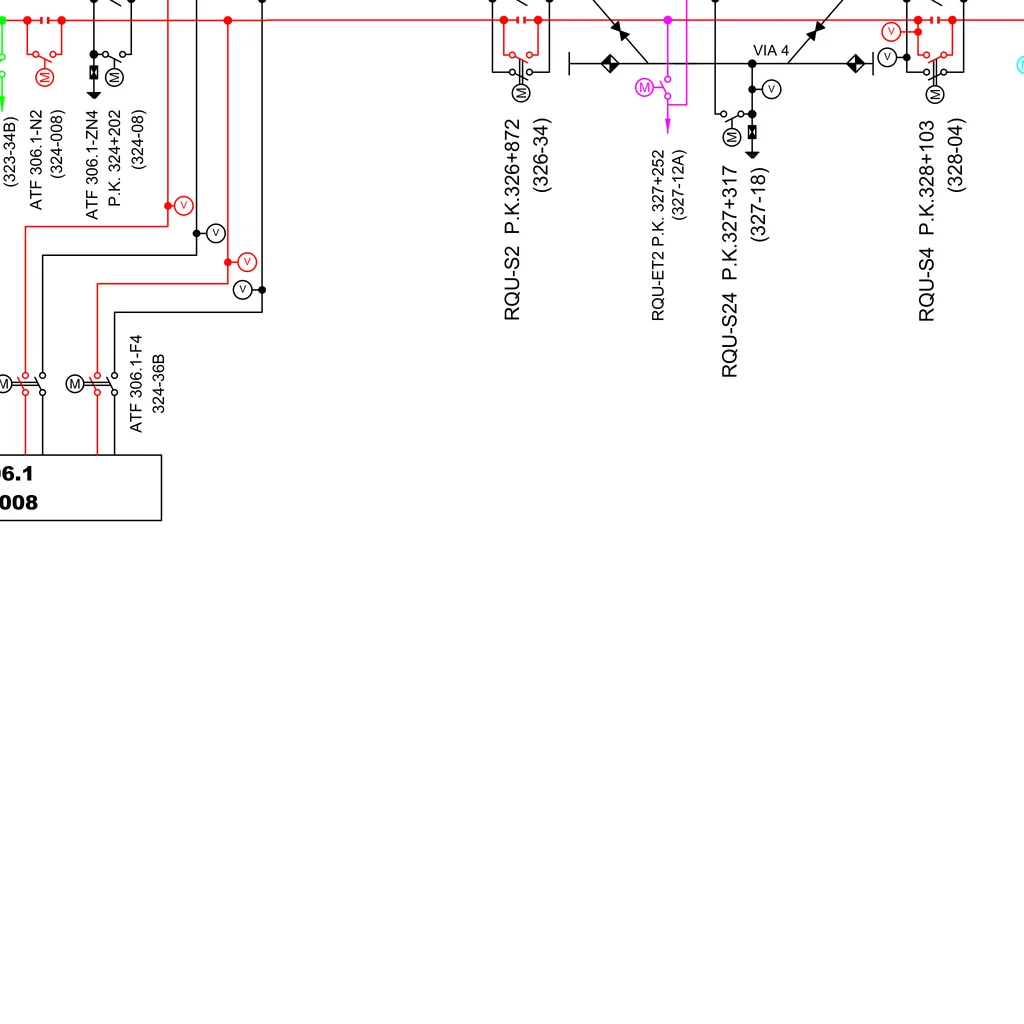 (323-34B)
ATF 306.1-N2
(324-008)
ATF 306.1-ZN4
P.K. 324+202
(324-08)
M
M
V
V
V
V
M
M
ATF 306.1-F4
324-36B
06.1
008
M
RQU-S2 P.K.326+872
(326-34)
M
RQU-ET2 P.K. 327+252
(327-12A)
VIA 4
V
M
RQU-S24 P.K.327+317
(327-18)
V
V
M
RQU-S4 P.K.328+103
(328-04)